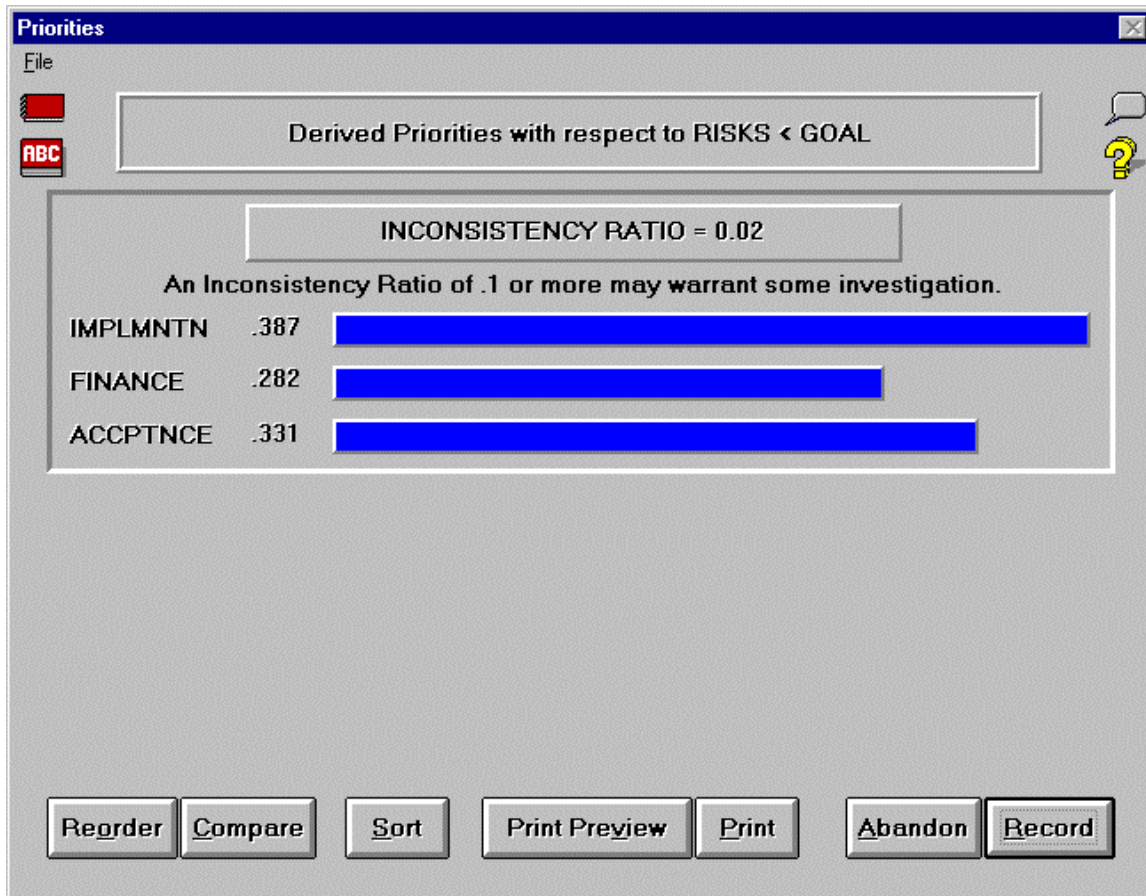 Priorities
File
ABC
Derived Priorities with respect to RISKS < GOAL
?
INCONSISTENCY RATIO = 0.02
An Inconsistency Ratio of .1 or more may warrant some investigation.
IMPLMNTN .387
FINANCE .282
ACCPTNCE .331
Reorder Compare Sort Print Preview Print Abandon Record